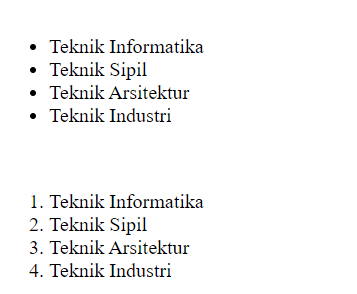 • Teknik Informatika
• Teknik Sipil
• Teknik Arsitektur
• Teknik Industri
1. Teknik Informatika
2. Teknik Sipil
3. Teknik Arsitektur
4. Teknik Industri